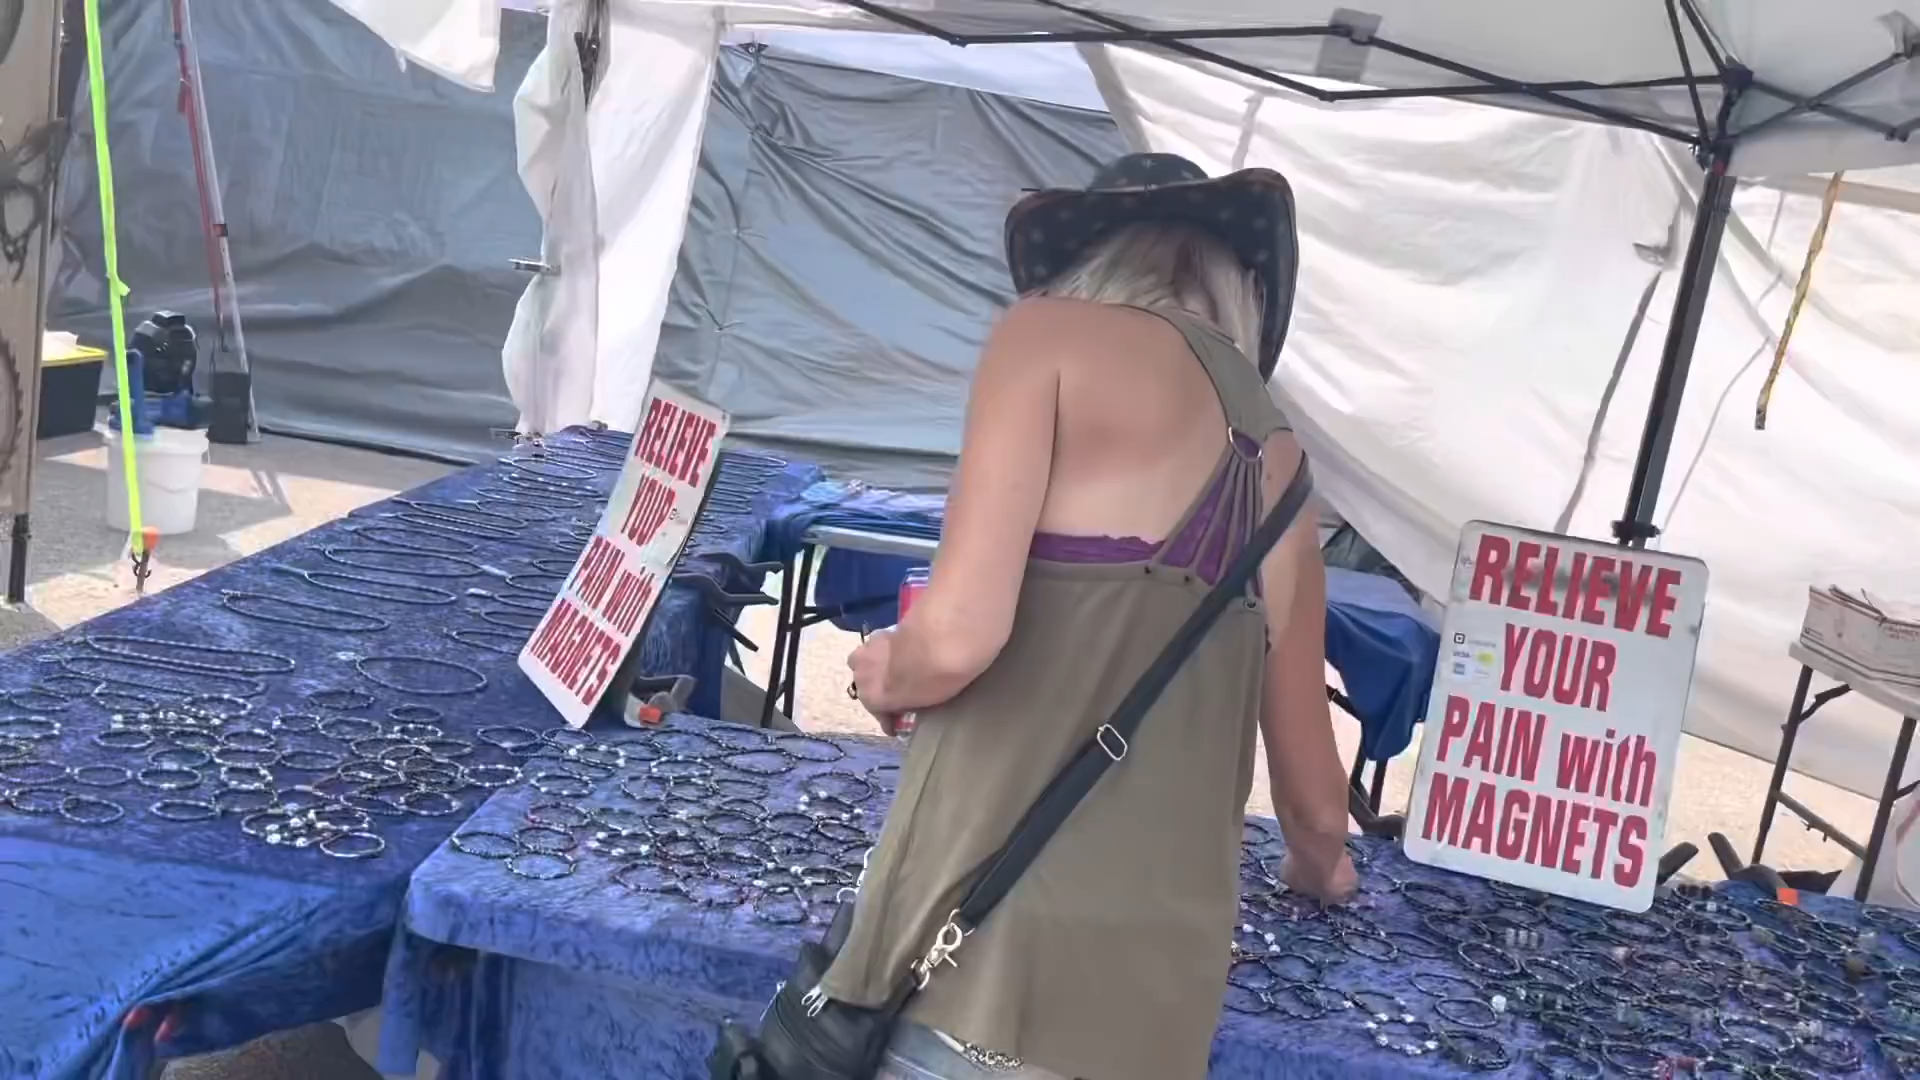 RELIEVE
YOUR
PAIN with
MAGNETS
RELIEVE
YOUR
PAIN with
MAGNETS